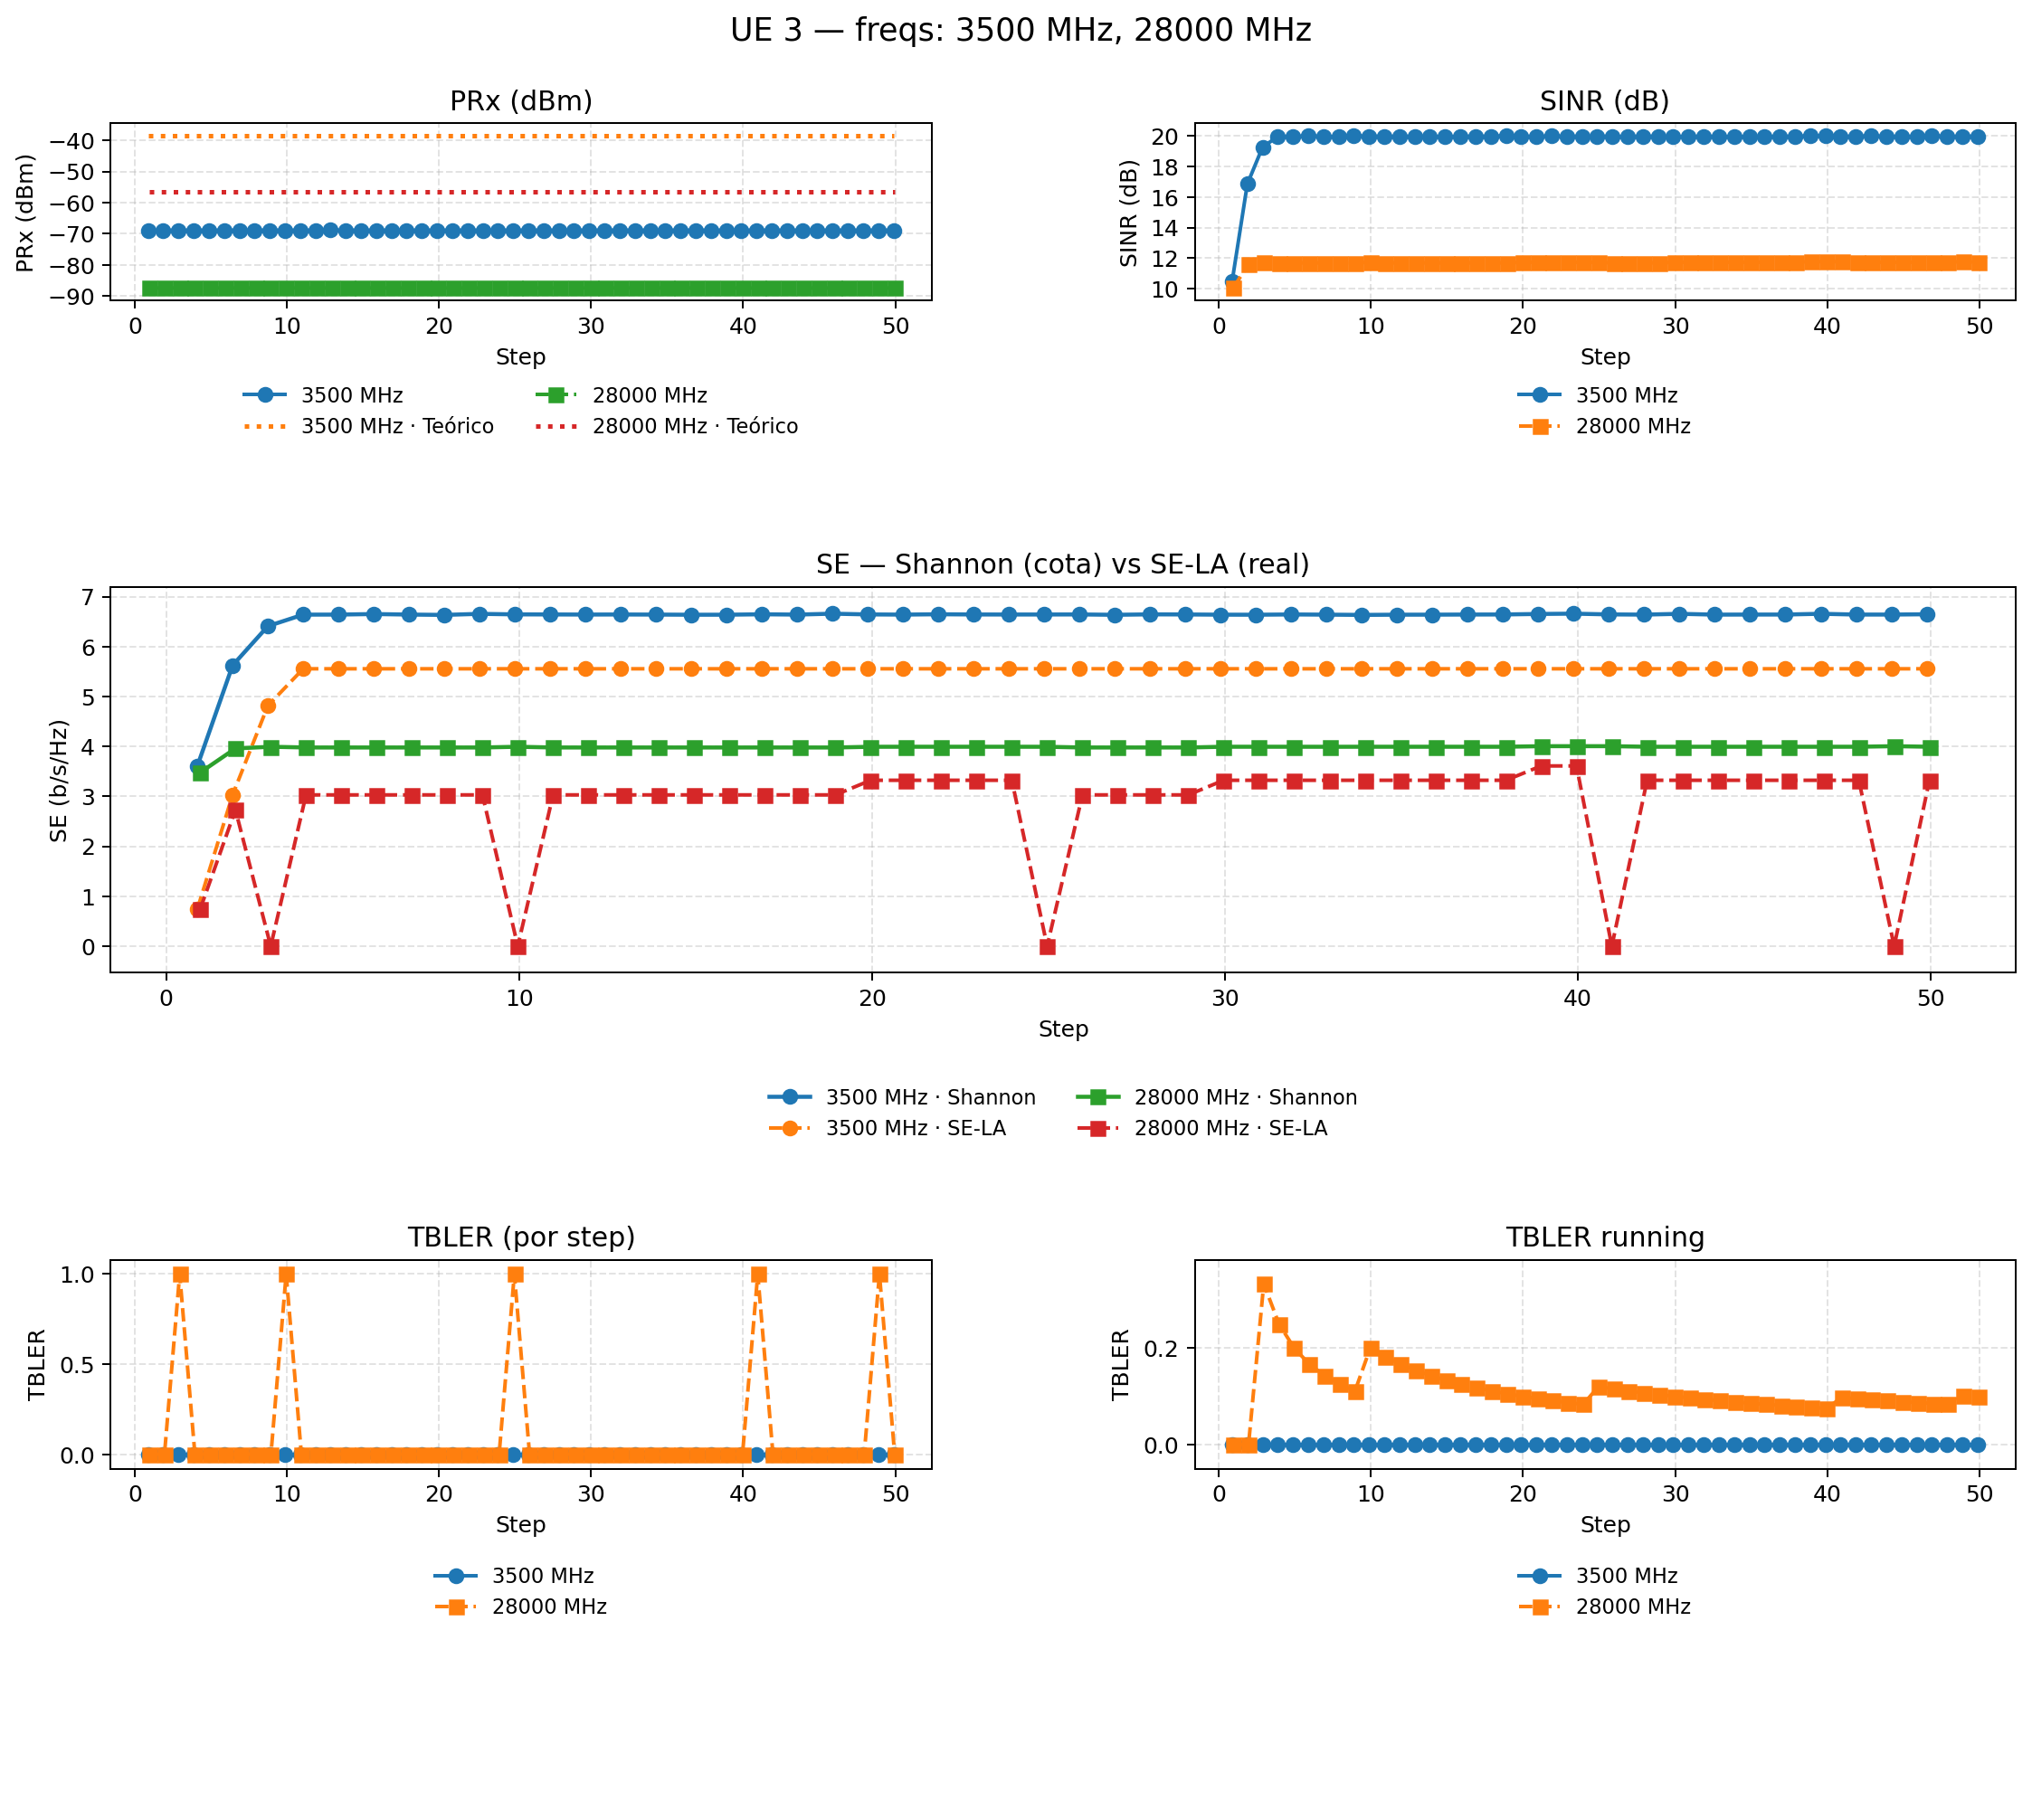 UE 3 — freqs: 3500 MHz, 28000 MHz
PRx (dBm)
PRx (dBm)
−40
−50
−60
−70
−80
−90
0 10 20 30 40 50
Step
3500 MHz
3500 MHz · Teórico
28000 MHz
28000 MHz · Teórico
SINR (dB)
SINR (dB)
20
18
16
14
12
10
0 10 20 30 40 50
Step
3500 MHz
28000 MHz
SE — Shannon (cota) vs SE-LA (real)
SE (b/s/Hz)
7
6
5
4
3
2
1
0
0 10 20 30 40 50
Step
3500 MHz · Shannon
3500 MHz · SE-LA
28000 MHz · Shannon
28000 MHz · SE-LA
TBLER (por step)
TBLER
1.0
0.5
0.0
0 10 20 30 40 50
Step
3500 MHz
28000 MHz
TBLER running
TBLER
0.2
0.0
0 10 20 30 40 50
Step
3500 MHz
28000 MHz